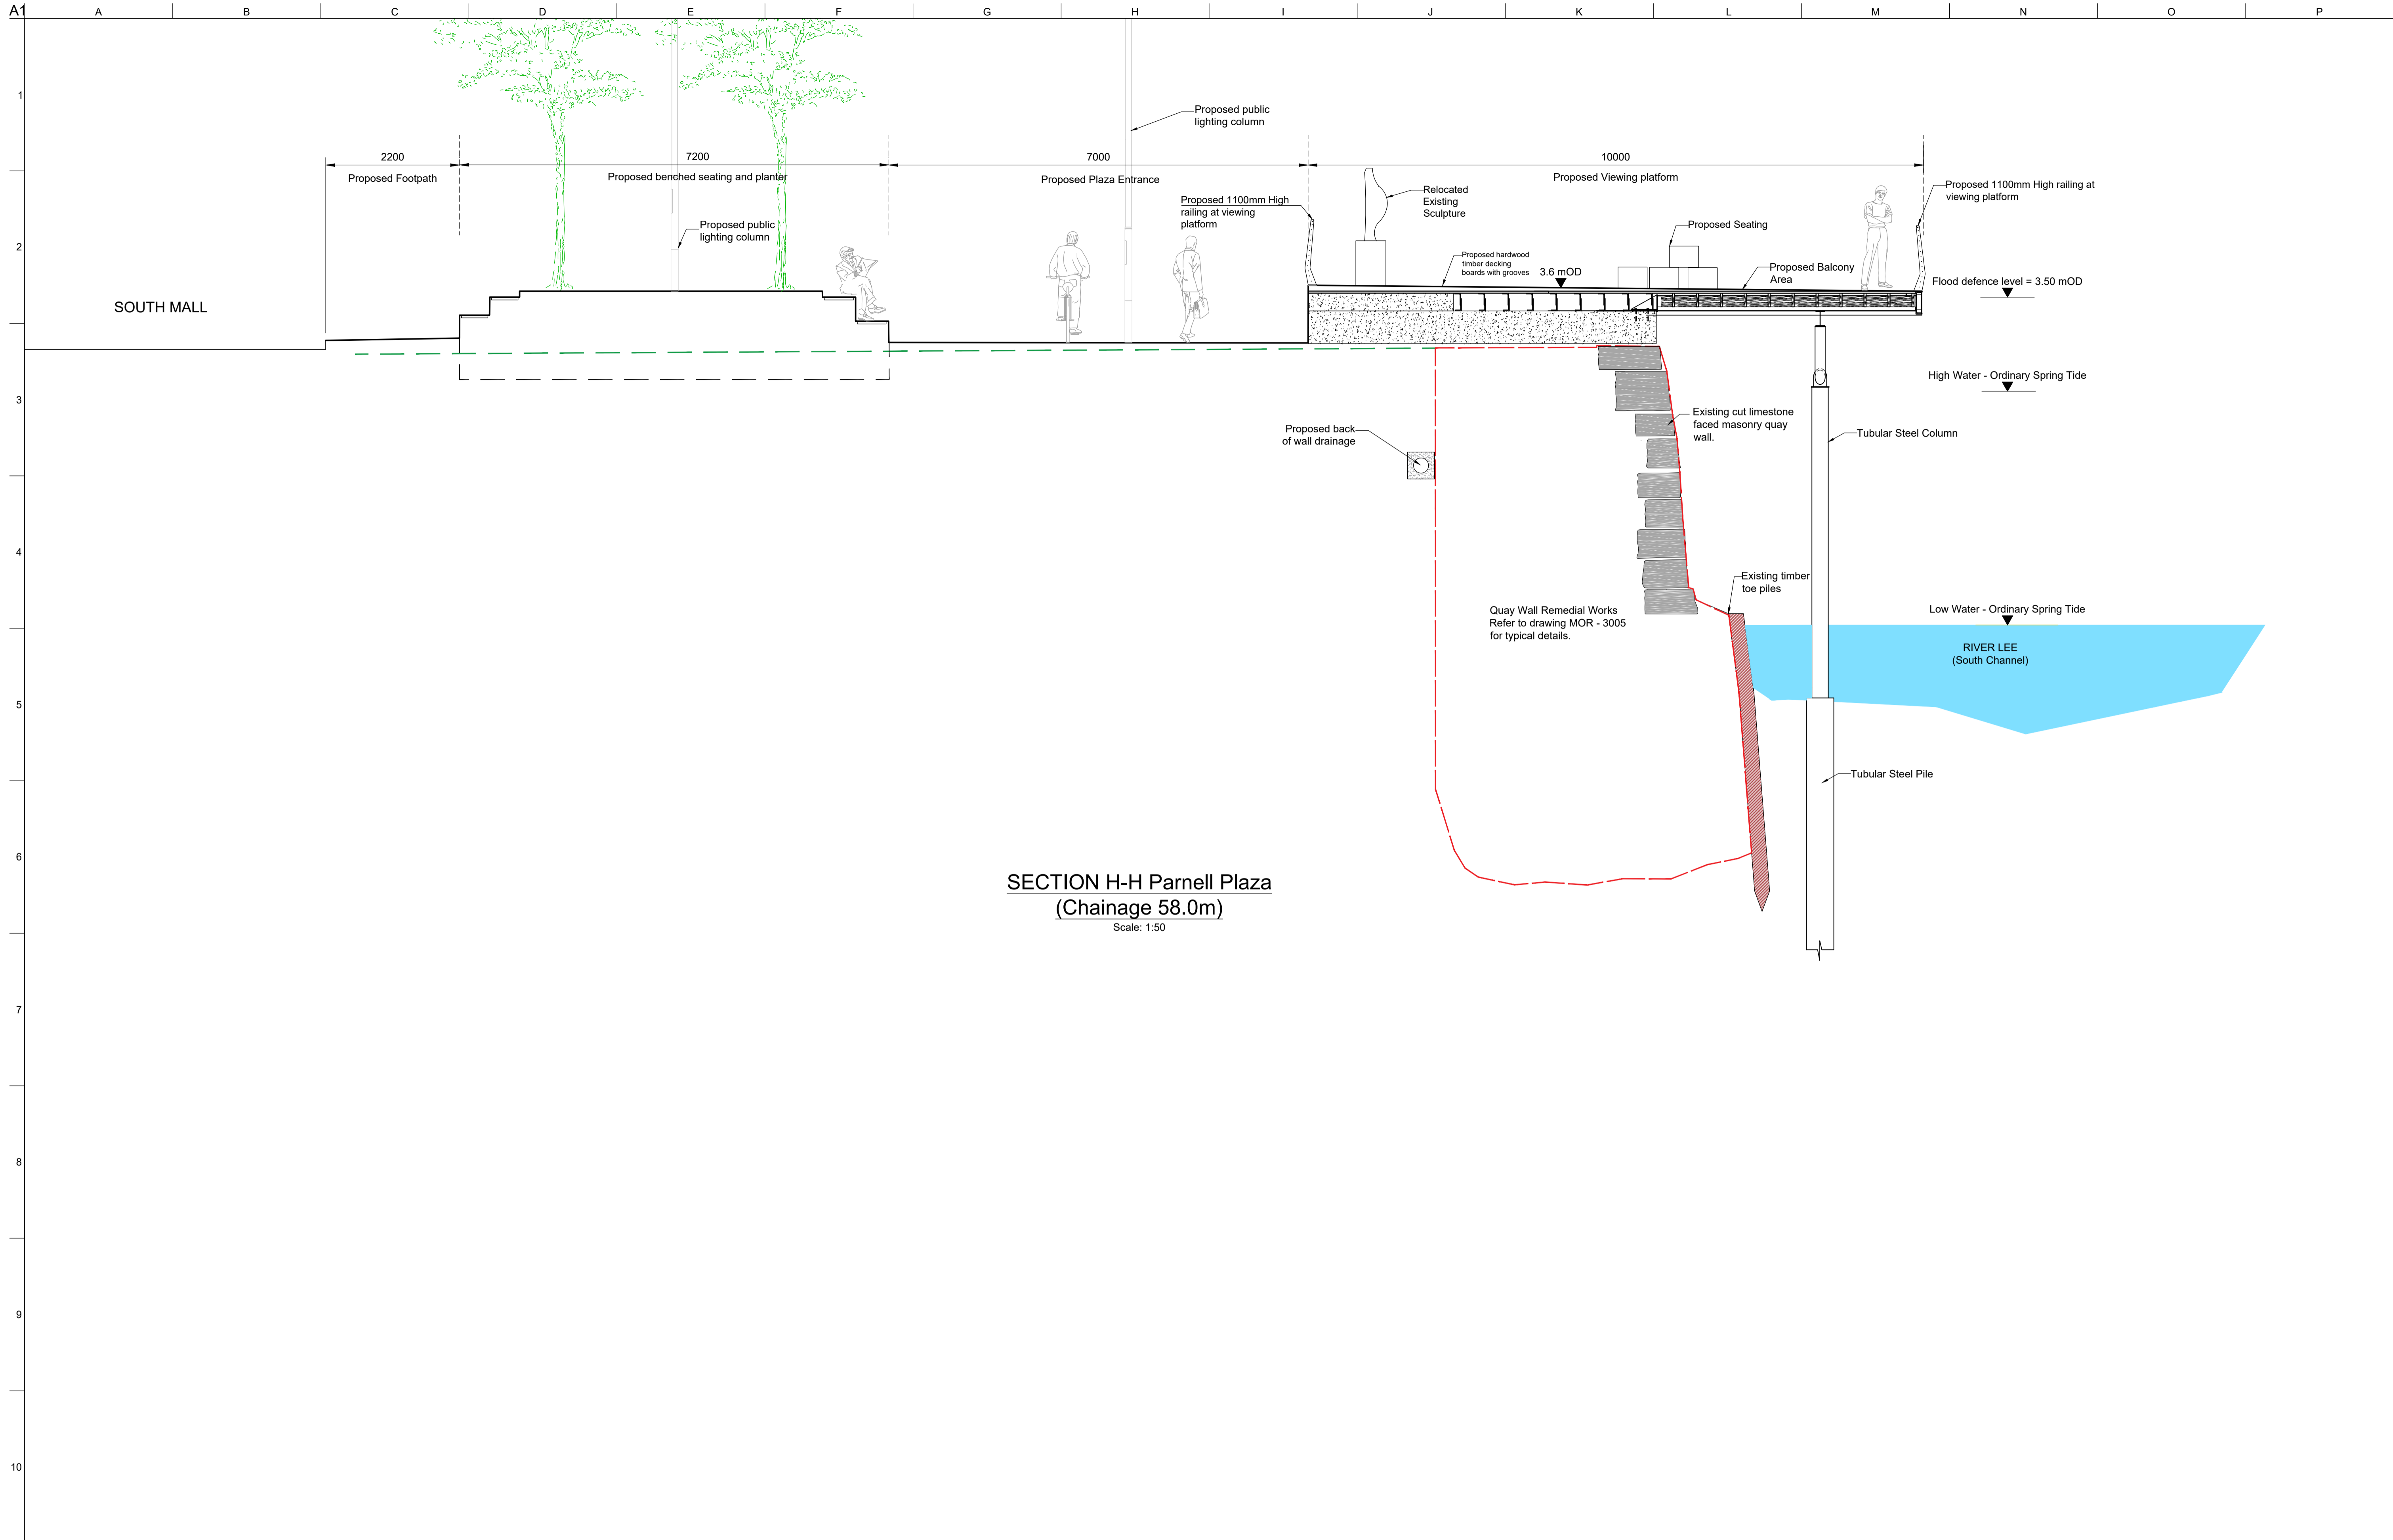 A1
A B C D E F G H I J K L M N O P
1
2
3
4
5
6
7
8
9
10
Proposed public
lighting column
2200
7200
7000
10000
Proposed Footpath
Proposed benched seating and planter
Proposed Plaza Entrance
Proposed Viewing platform
Proposed 1100mm High
railing at viewing
platform
Relocated
Existing
Sculpture
Proposed 1100mm High railing at
viewing platform
Proposed public
lighting column
Proposed Seating
Proposed hardwood
timber decking
boards with grooves
3.6 mOD
Proposed Balcony
Area
Flood defence level = 3.50 mOD
SOUTH MALL
High Water - Ordinary Spring Tide
Existing cut limestone
faced masonry quay
wall.
Proposed back
of wall drainage
Tubular Steel Column
Existing timber
toe piles
Quay Wall Remedial Works
Refer to drawing MOR - 3005
for typical details.
Low Water - Ordinary Spring Tide
RIVER LEE
(South Channel)
Tubular Steel Pile
SECTION H-H Parnell Plaza
(Chainage 58.0m)
Scale: 1:50